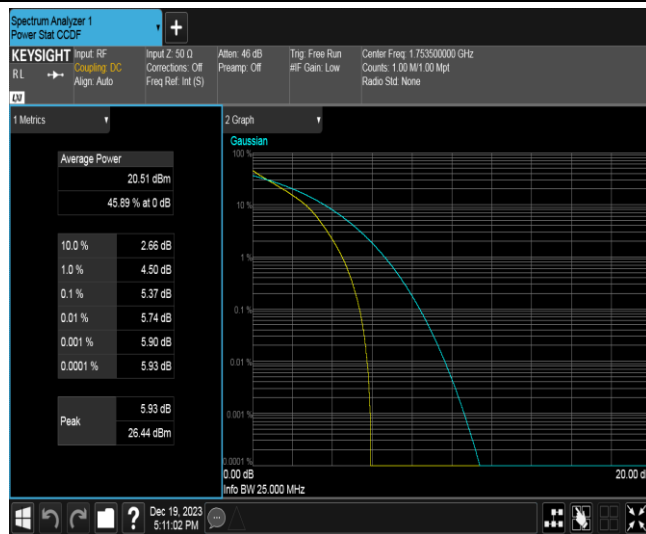 Spectrum Analyzer 1
Power Stat CCDF
+
KEYSIGHT
RL
LXI
Input: RF
Coupling: DC
Align: Auto
Input Z: 50 Ω
Corrections: Off
Freq Ref: Int (S)
Atten: 46 dB
Preamp: Off
Trig: Free Run
#IF Gain: Low
Center Freq: 1.753500000 GHz
Counts: 1.00 M/1.00 Mpt
Radio Std: None
1 Metrics
Average Power
20.51 dBm
45.89 % at 0 dB
10.0 % 2.66 dB
1.0 % 4.50 dB
0.1 % 5.37 dB
0.01 % 5.74 dB
0.001 % 5.90 dB
0.0001 % 5.93 dB
Peak
5.93 dB
26.44 dBm
2 Graph
Gaussian
100 %
10 %
1 %
0.1 %
0.01 %
0.001 %
0.0001 %
0.00 dB 20.00 d
Info BW 25.000 MHz
?
Dec 19, 2023
5:11:02 PM